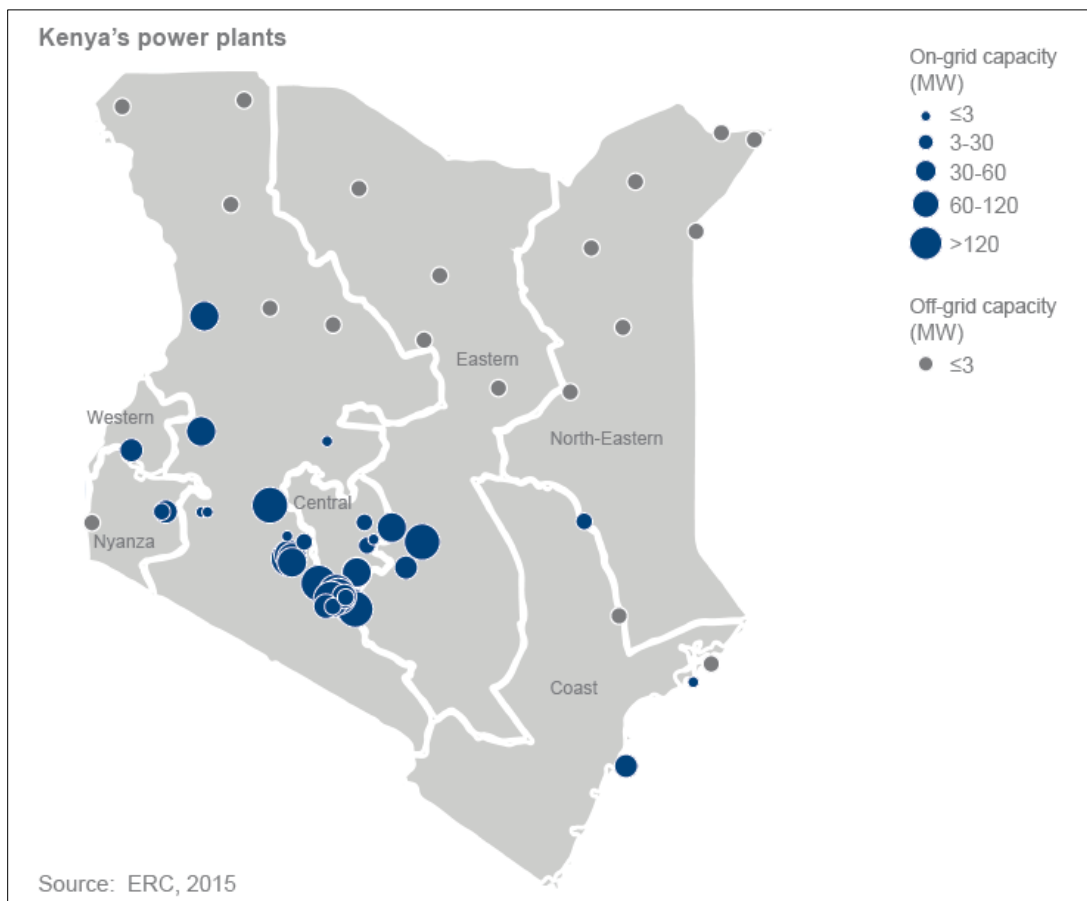 Kenya's power plants
On-grid capacity
(MW)
≤3
3-30
30-60
60-120
>120
Off-grid capacity
(MW)
≤3
Eastern
Western
North-Eastern
Central
Nyanza
Coast
Source: ERC, 2015